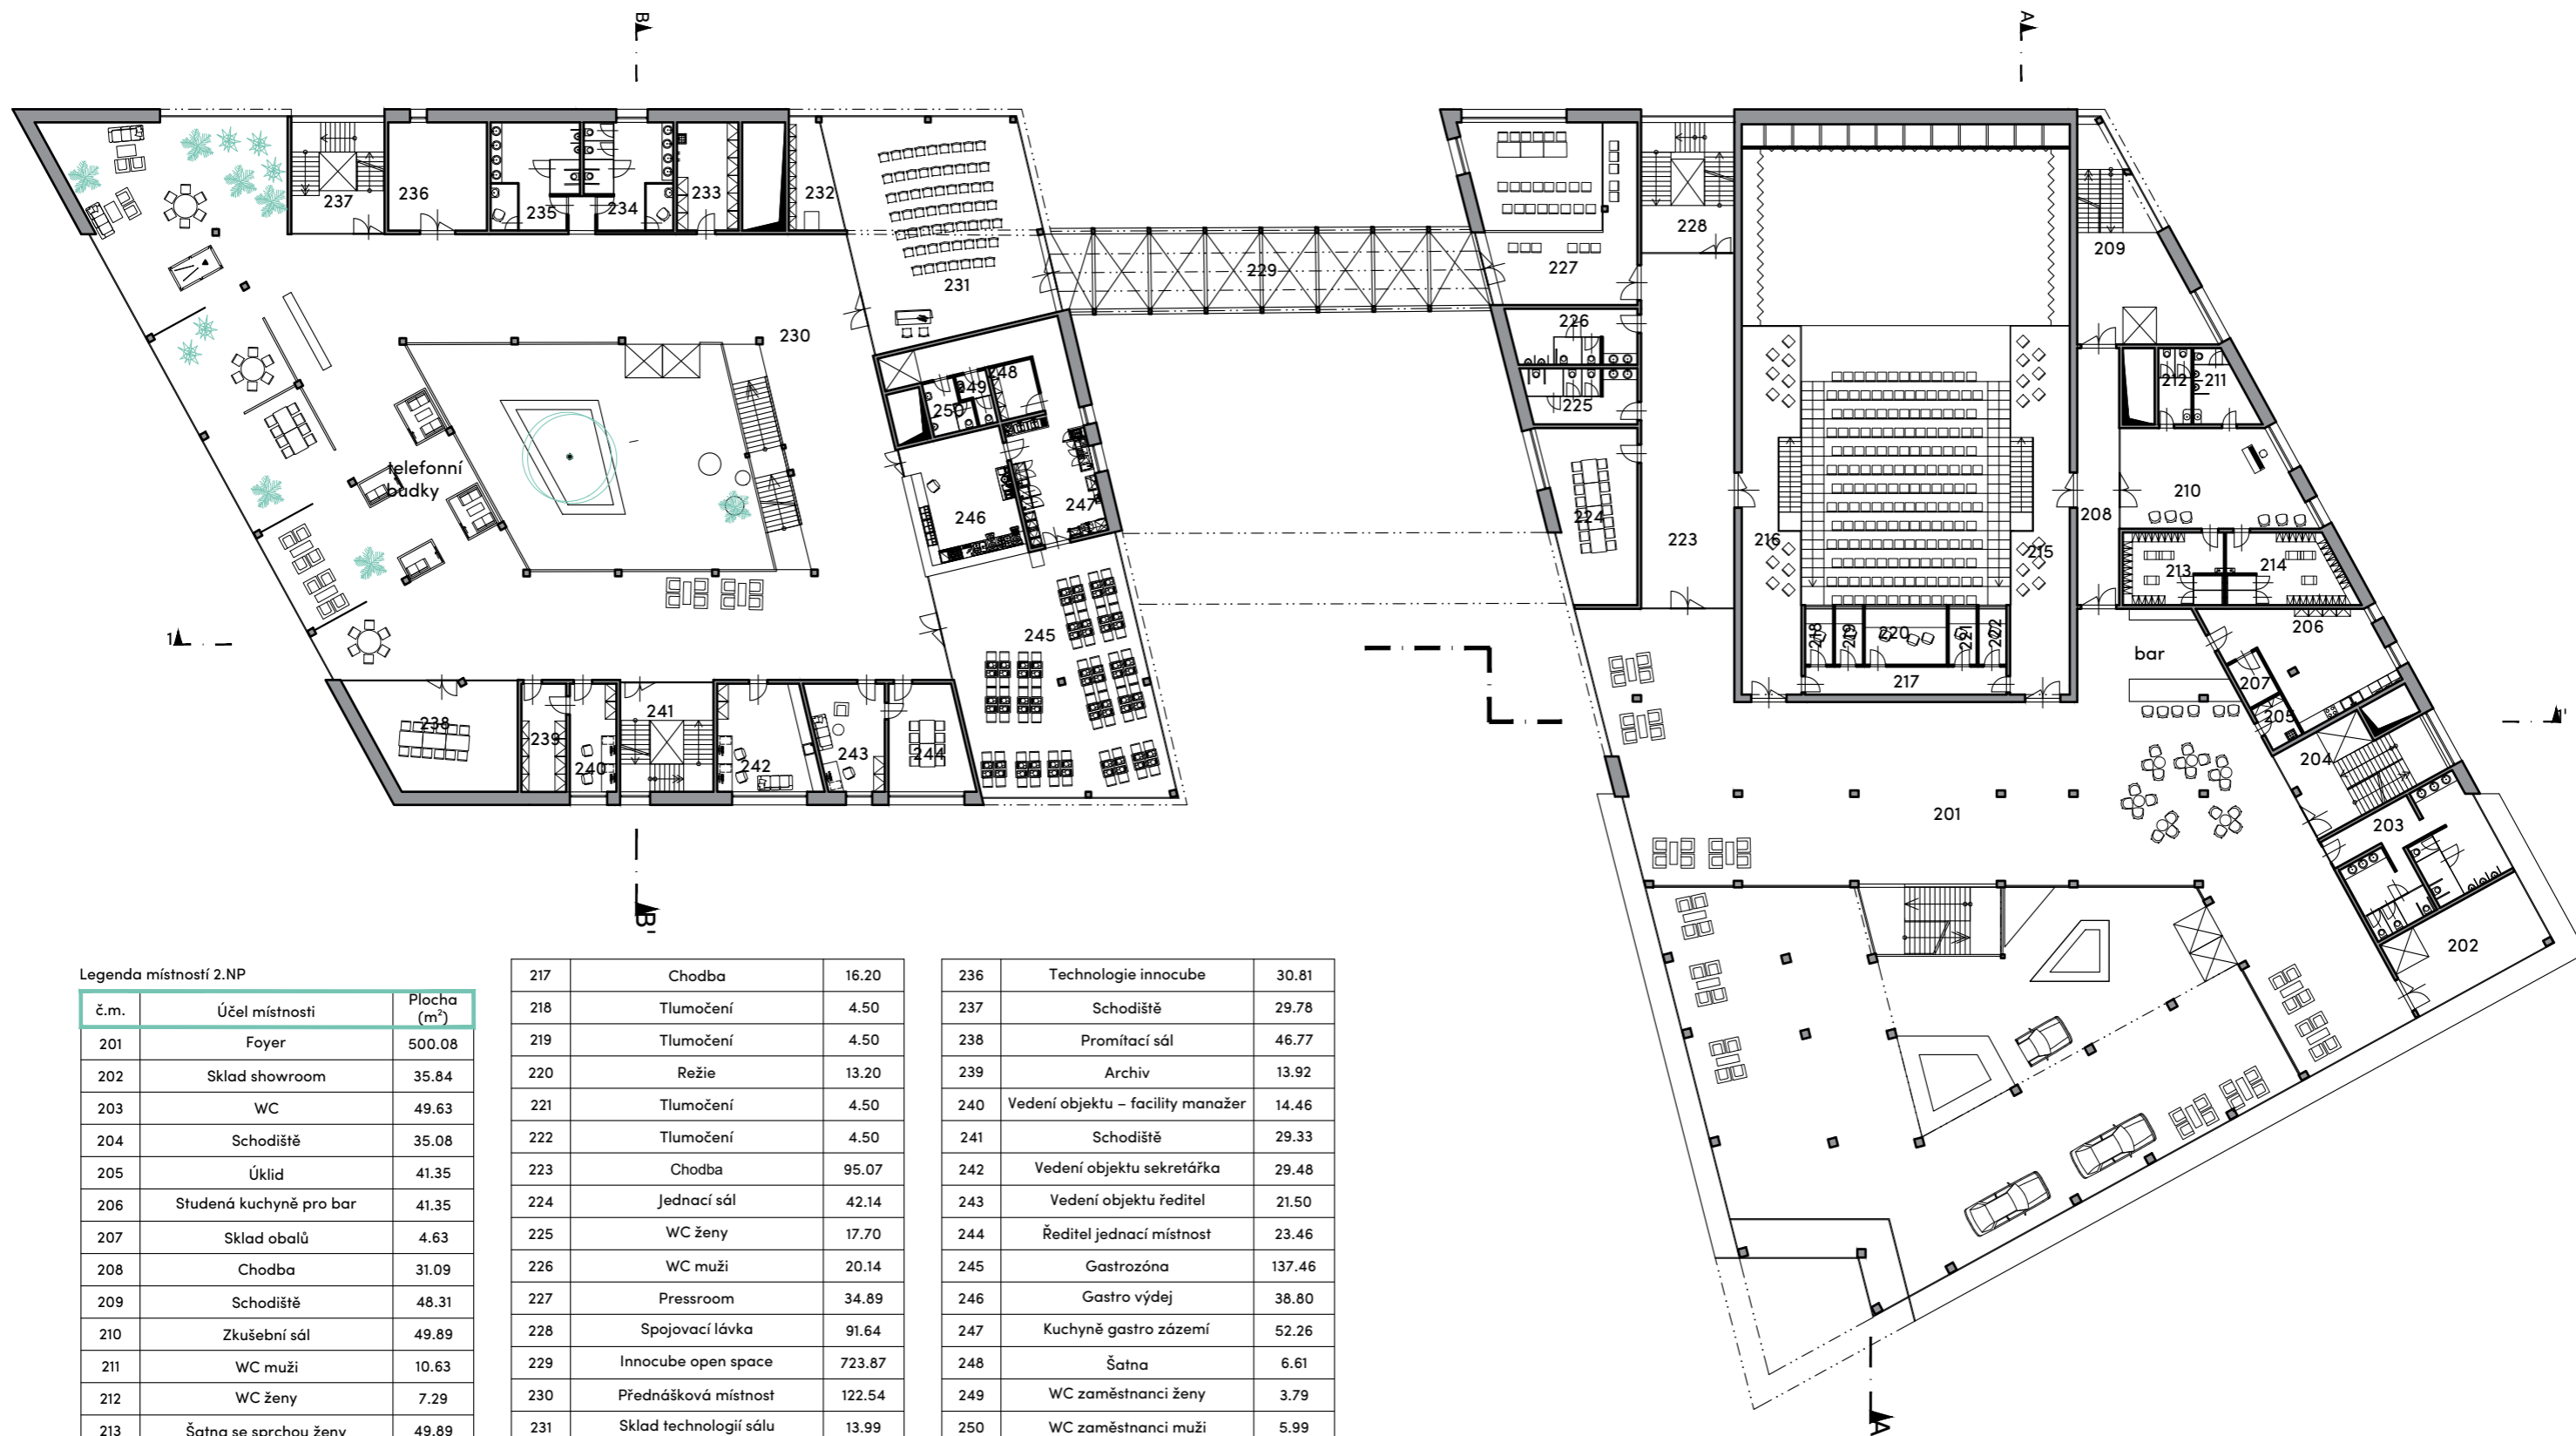 B
A
237
236
235
234
233
232
231
230
229
228
227
209
226
225
212
211
248
249
250
telefonní
budky
246
247
224
223
216
215
208
210
213
214
245
218
219
220
221
222
217
206
bar
207
205
204
1
1'
238
239
240
241
242
243
244
201
203
202
B'
A'
Legenda místností 2.NP
č.m. Účel místnosti Plocha (m²)
201 Foyer 500.08
202 Sklad showroom 35.84
203 WC 49.63
204 Schodiště 35.08
205 Úklid 41.35
206 Studená kuchyně pro bar 41.35
207 Sklad obalů 4.63
208 Chodba 31.09
209 Schodiště 48.31
210 Zkušební sál 49.89
211 WC muži 10.63
212 WC ženy 7.29
213 Šatna se sprchou ženy 49.89
217 Chodba 16.20
218 Tlumočení 4.50
219 Tlumočení 4.50
220 Režie 13.20
221 Tlumočení 4.50
222 Tlumočení 4.50
223 Chodba 95.07
224 Jednací sál 42.14
225 WC ženy 17.70
226 WC muži 20.14
227 Pressroom 34.89
228 Spojovací lávka 91.64
229 Innocube open space 723.87
230 Přednášková místnost 122.54
231 Sklad technologií sálu 13.99
236 Technologie innocube 30.81
237 Schodiště 29.78
238 Promítací sál 46.77
239 Archiv 13.92
240 Vedení objektu – facility manažer 14.46
241 Schodiště 29.33
242 Vedení objektu sekretářka 29.48
243 Vedení objektu ředitel 21.50
244 Ředitel jednací místnost 23.46
245 Gastrozóna 137.46
246 Gastro výdej 38.80
247 Kuchyně gastro zázemí 52.26
248 Šatna 6.61
249 WC zaměstnanci ženy 3.79
250 WC zaměstnanci muži 5.99